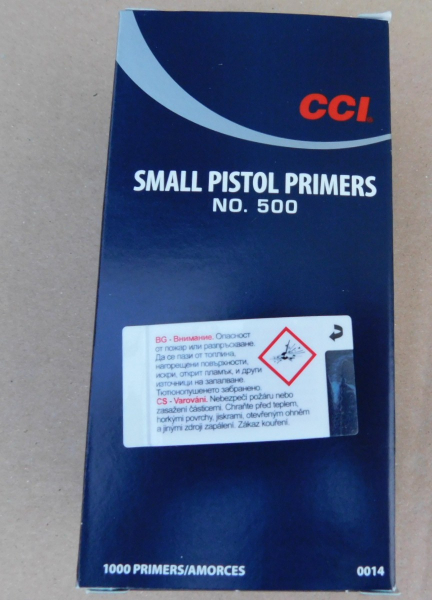 CCI
SMALL PISTOL PRIMERS
NO. 500
BG - Внимание. Опасност
от пожар или разпръскване.
Да се пази от топлина,
нагорещени повърхности,
искри, открит пламък, и други
източници на запалване.
Тютюнопушенето забранено.
CS - Varování. Nebezpečí požáru nebo
zasažení částicemi. Chraňte před teplem,
horkými povrchy, jiskrami, otevřeným ohněm
a jinými zdroji zapálení. Zákaz kouření.
1000 PRIMERS/AMORCES
0014